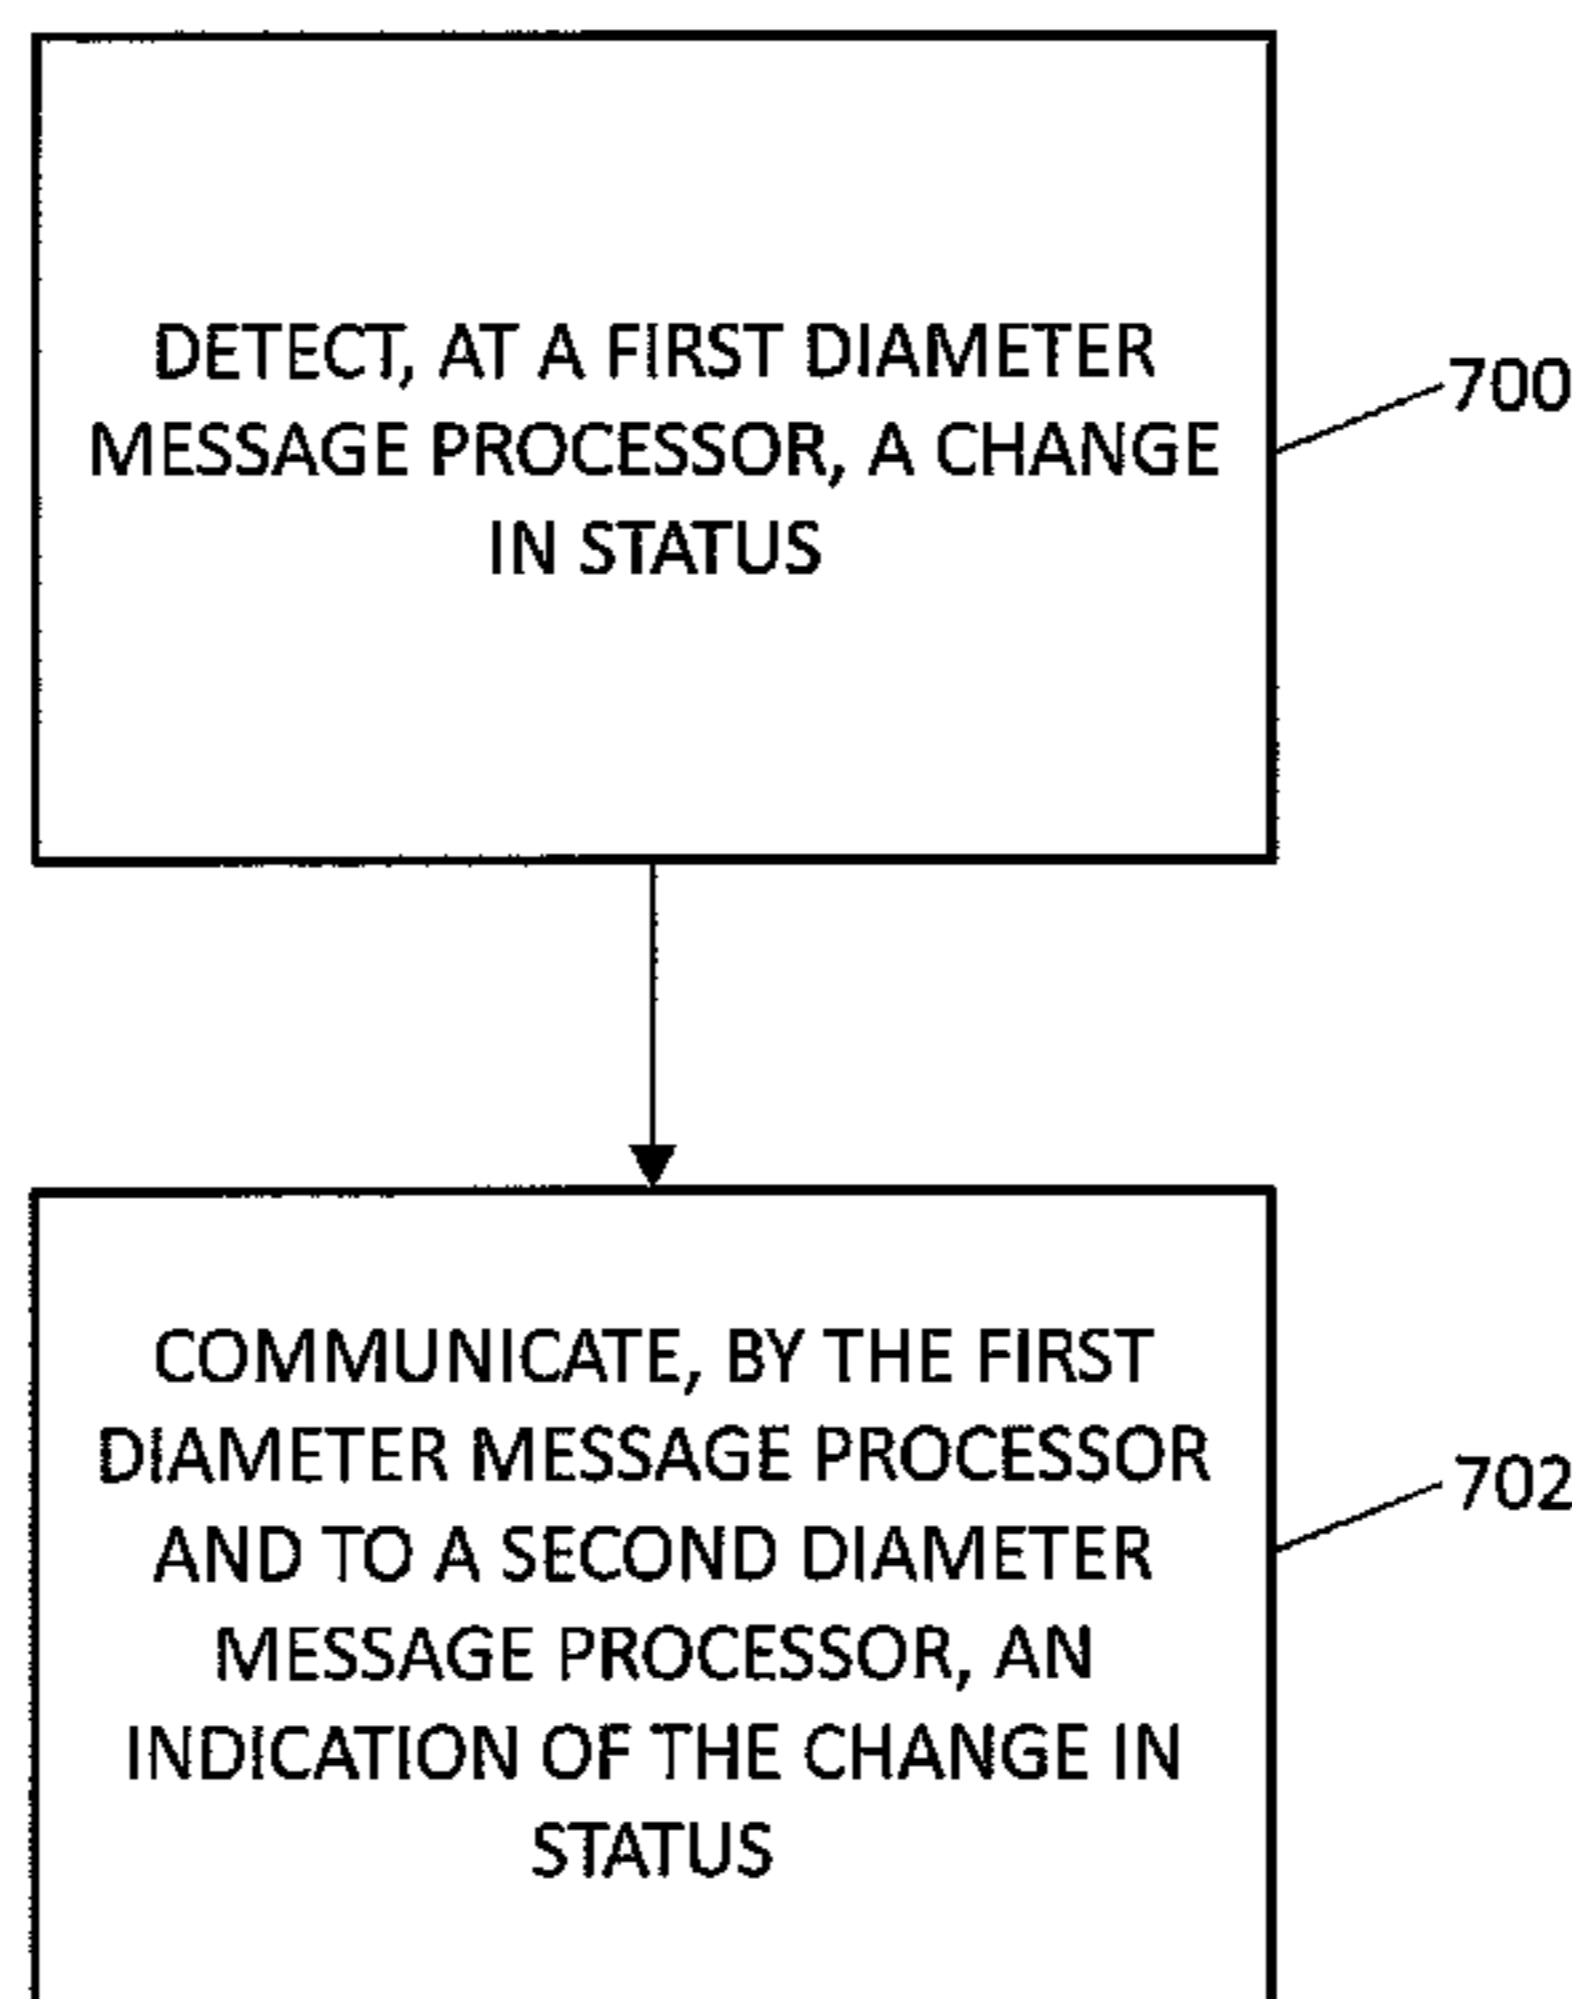 DETECT, AT A FIRST DIAMETER
MESSAGE PROCESSOR, A CHANGE
IN STATUS
700
COMMUNICATE, BY THE FIRST
DIAMETER MESSAGE PROCESSOR
AND TO A SECOND DIAMETER
MESSAGE PROCESSOR, AN
INDICATION OF THE CHANGE IN
STATUS
702